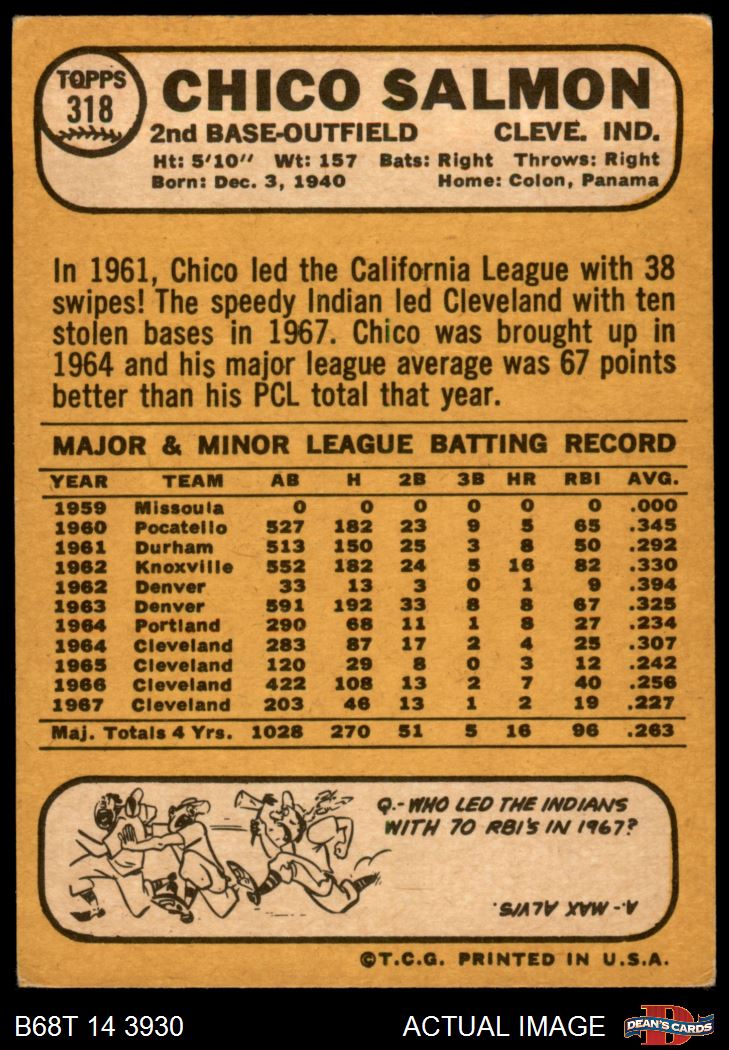 TOPPS
318
CHICO SALMON
2nd BASE-OUTFIELD CLEVE. IND.
Ht: 5'10" Wt: 157 Bats: Right Throws: Right
Born: Dec. 3, 1940 Home: Colon, Panama
In 1961, Chico led the California League with 38
swipes! The speedy Indian led Cleveland with ten
stolen bases in 1967. Chico was brought up in
1964 and his major league average was 67 points
better than his PCL total that year.
MAJOR & MINOR LEAGUE BATTING RECORD
YEAR TEAM AB H 2B 3B HR RBI AVG.
1959 Missoula 0 0 0 0 0 0 .000
1960 Pocatello 527 182 23 9 5 65 .345
1961 Durham 513 150 25 3 8 50 .292
1962 Knoxville 552 182 24 5 16 82 .330
1962 Denver 33 13 3 0 1 9 .394
1963 Denver 591 192 33 8 8 67 .325
1964 Portland 290 68 11 1 8 27 .234
1964 Cleveland 283 87 17 2 4 25 .307
1965 Cleveland 120 29 8 0 3 12 .242
1966 Cleveland 422 108 13 2 7 40 .256
1967 Cleveland 203 46 13 1 2 19 .227
Maj. Totals 4 Yrs. 1028 270 51 5 16 96 .263
Q.- WHO LED THE INDIANS
WITH 70 RBI'S IN 1967?
A.- MAX ALVIS.
©T.C.G. PRINTED IN U.S.A.
B68T 14 3930 ACTUAL IMAGE
D
DEAN'S CARDS